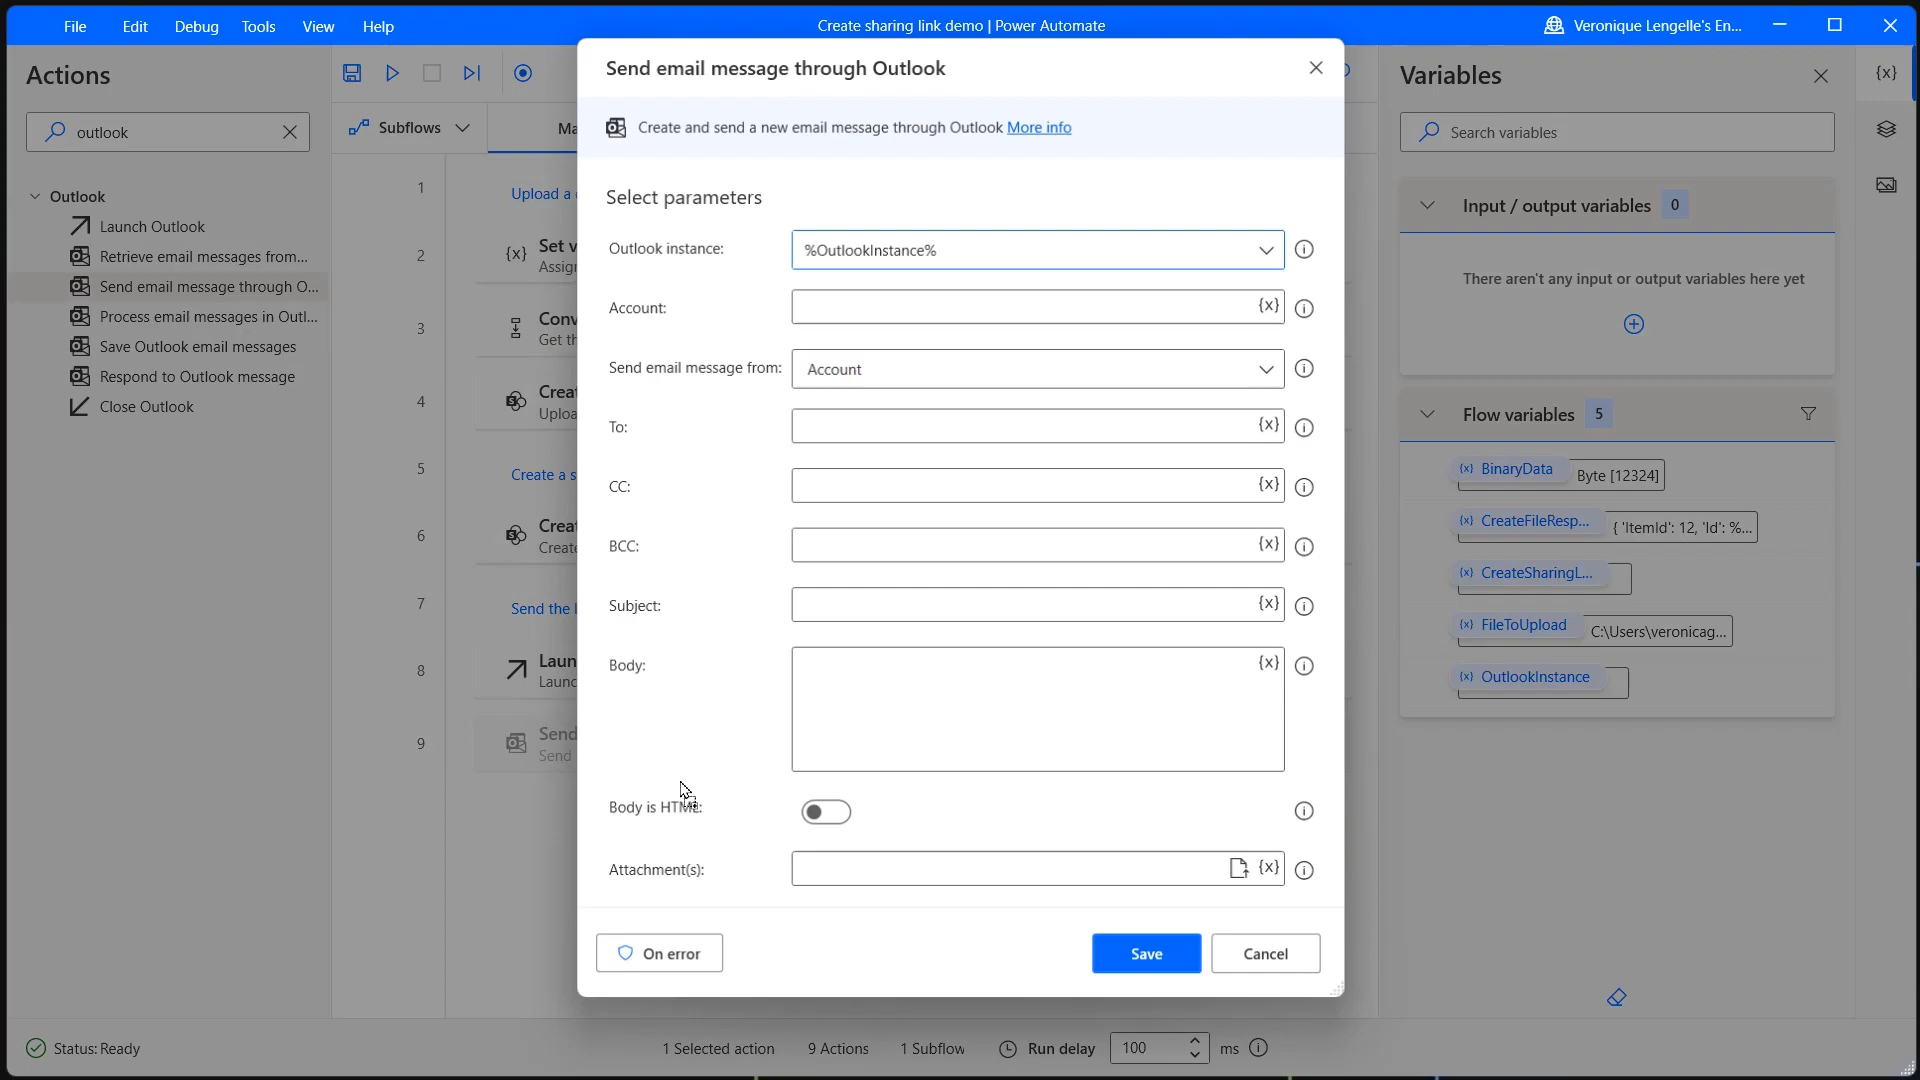 File Edit Debug Tools View Help
Create sharing link demo | Power Automate
Veronique Lengelle's En...
Actions
outlook
Outlook
Launch Outlook
Retrieve email messages from...
Send email message through O...
Process email messages in Outl...
Save Outlook email messages
Respond to Outlook message
Close Outlook
Subflows
Ma
1 Upload a
2 {x} Set v
Assig
3 Conv
Get th
4 Creat
Uploa
5 Create a s
6 Creat
Create
7 Send the l
8 Laun
Launc
9 Send
Send
Send email message through Outlook
Create and send a new email message through Outlook More info
Select parameters
Outlook instance: %OutlookInstance%
Account: {x}
Send email message from: Account
To: {x}
CC: {x}
BCC: {x}
Subject: {x}
Body: {x}
Body is HTML:
Attachment(s): {x}
On error
Save
Cancel
Variables
{x}
Search variables
Input / output variables 0
There aren't any input or output variables here yet
Flow variables 5
{x} BinaryData Byte [12324]
{x} CreateFileResp... { 'ItemId': 12, 'Id': %...
{x} CreateSharingL...
{x} FileToUpload C:\Users\veronicag...
{x} OutlookInstance
Status: Ready
1 Selected action
9 Actions
1 Subflow
Run delay 100 ms